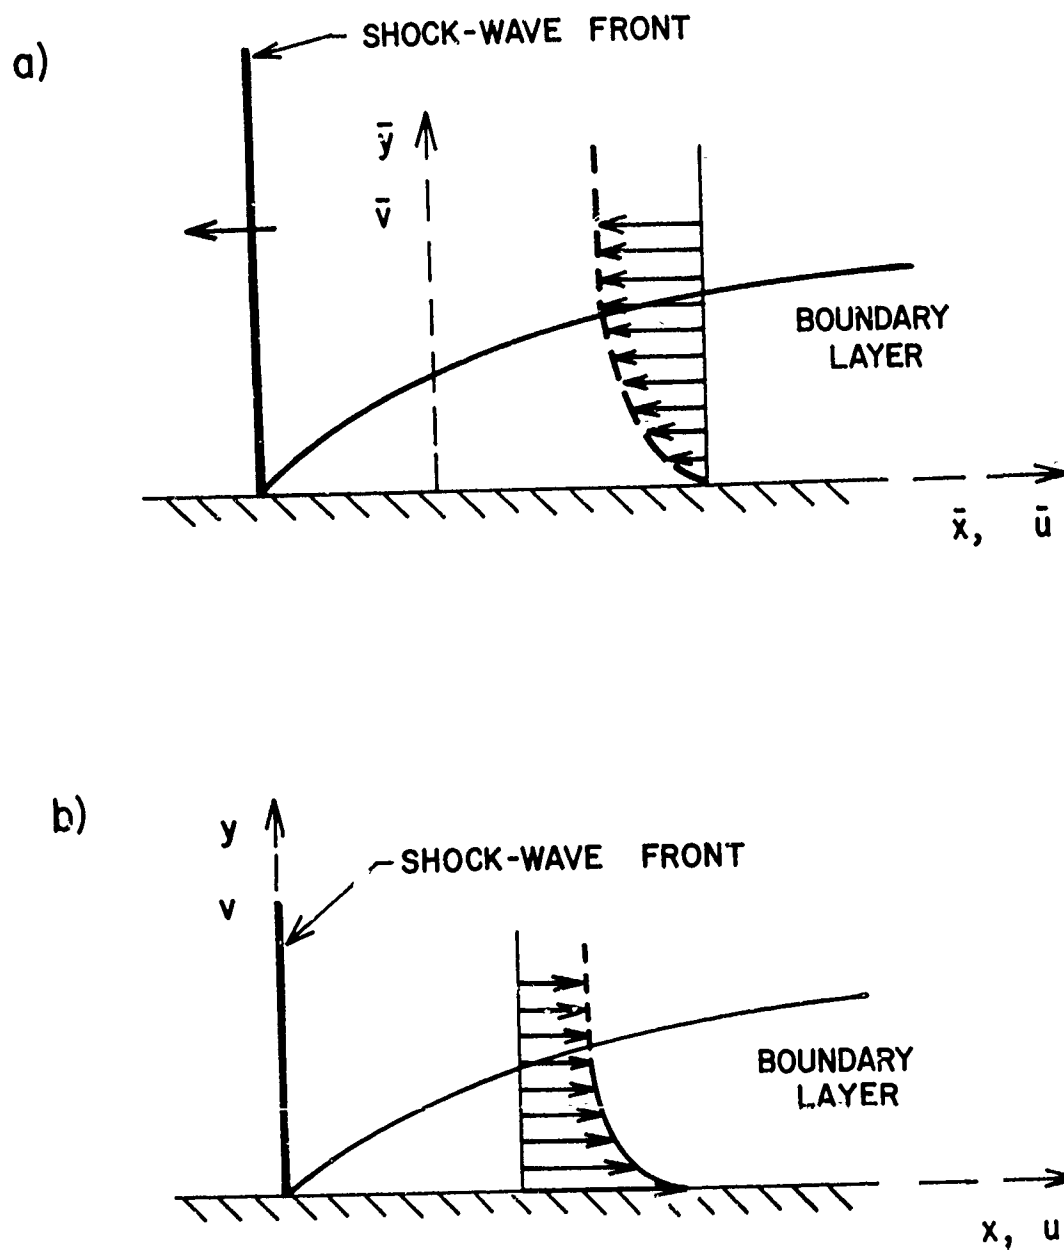 a)
SHOCK-WAVE FRONT
ȳ
v̄
BOUNDARY
LAYER
x̄, ū
b)
y
SHOCK-WAVE FRONT
v
BOUNDARY
LAYER
x, u